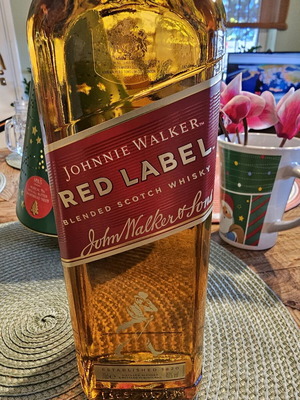 JOHNNIE WALKER
RED LABEL
BLENDED SCOTCH WHISKY
John Walker & Sons
ESTABLISHED 1820